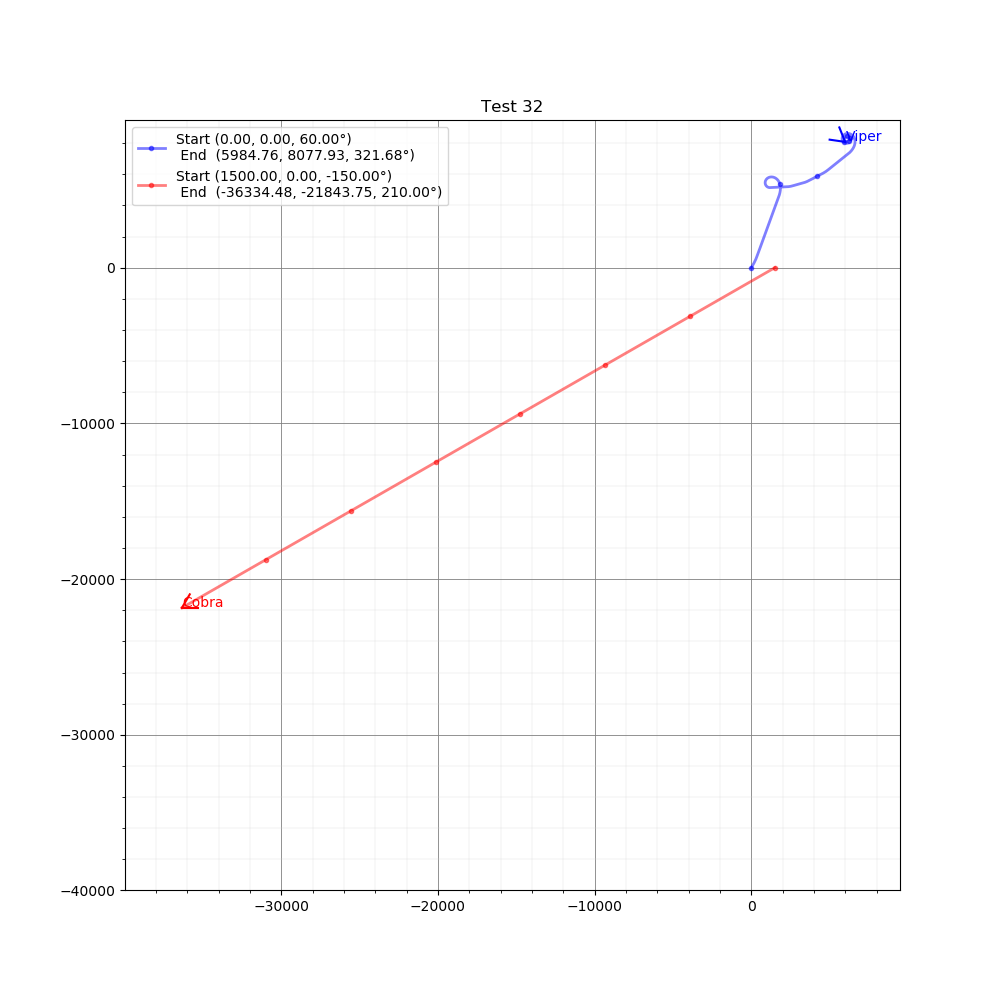 Test 32
Start (0.00, 0.00, 60.00°)
End (5984.76, 8077.93, 321.68°)
Start (1500.00, 0.00, -150.00°)
End (-36334.48, -21843.75, 210.00°)
Viper
Cobra
0
−10000
−20000
−30000
−40000
−30000
−20000
−10000
0